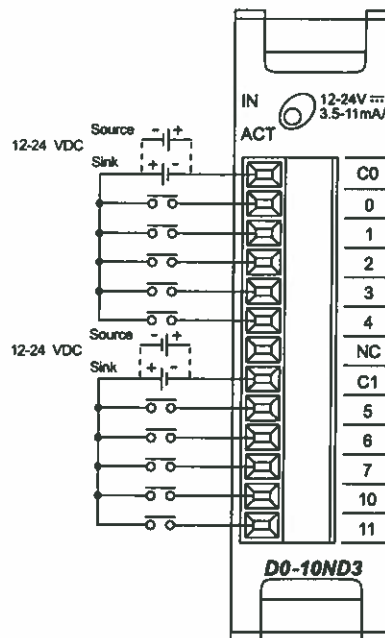 IN
12-24V
3.5-11mA/
ACT
Source
- +
12-24 VDC
Sink
+ -
C0
0
1
2
3
4
Source
- +
NC
12-24 VDC
Sink
+ -
C1
5
6
7
10
11
D0-10ND3